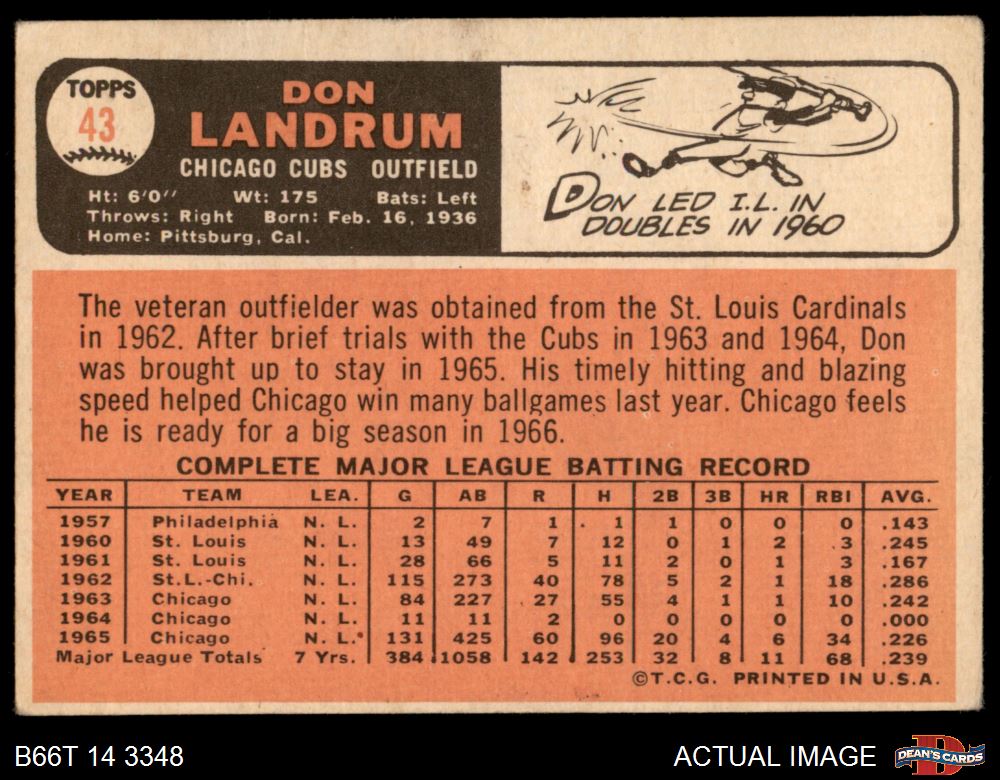 TOPPS
43
DON
LANDRUM
CHICAGO CUBS OUTFIELD
Ht: 6'0" Wt: 175 Bats: Left
Throws: Right Born: Feb. 16, 1936
Home: Pittsburg, Cal.
DON LED I.L. IN
DOUBLES IN 1960
The veteran outfielder was obtained from the St. Louis Cardinals
in 1962. After brief trials with the Cubs in 1963 and 1964, Don
was brought up to stay in 1965. His timely hitting and blazing
speed helped Chicago win many ballgames last year. Chicago feels
he is ready for a big season in 1966.
COMPLETE MAJOR LEAGUE BATTING RECORD
YEAR TEAM LEA. G AB R H 2B 3B HR RBI AVG.
1957 Philadelphia N. L. 2 7 1 1 1 0 0 0 .143
1960 St. Louis N. L. 13 49 7 12 0 1 2 3 .245
1961 St. Louis N. L. 28 66 5 11 2 0 1 3 .167
1962 St.L.-Chi. N. L. 115 273 40 78 5 2 1 18 .286
1963 Chicago N. L. 84 227 27 55 4 1 1 10 .242
1964 Chicago N. L. 11 11 2 0 0 0 0 0 .000
1965 Chicago N. L. 131 425 60 96 20 4 6 34 .226
Major League Totals 7 Yrs. 384 1058 142 253 32 8 11 68 .239
©T.C.G. PRINTED IN U.S.A.
B66T 14 3348
ACTUAL IMAGE
DEAN'S CARDS